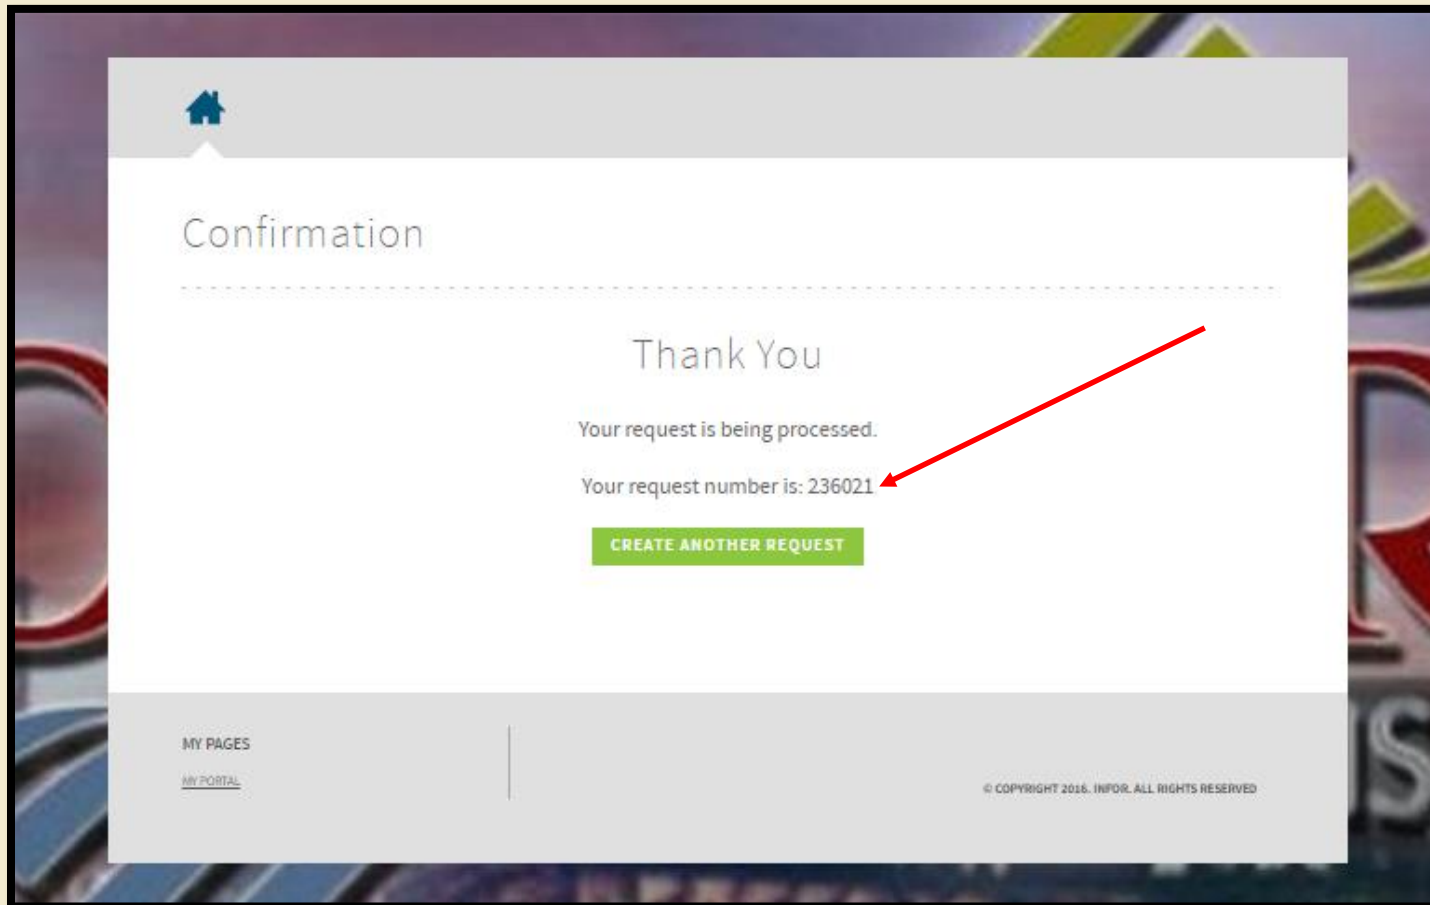 Confirmation
Thank You
Your request is being processed.
Your request number is: 236021
CREATE ANOTHER REQUEST
MY PAGES
MY PORTAL
© COPYRIGHT 2016. INFOR. ALL RIGHTS RESERVED